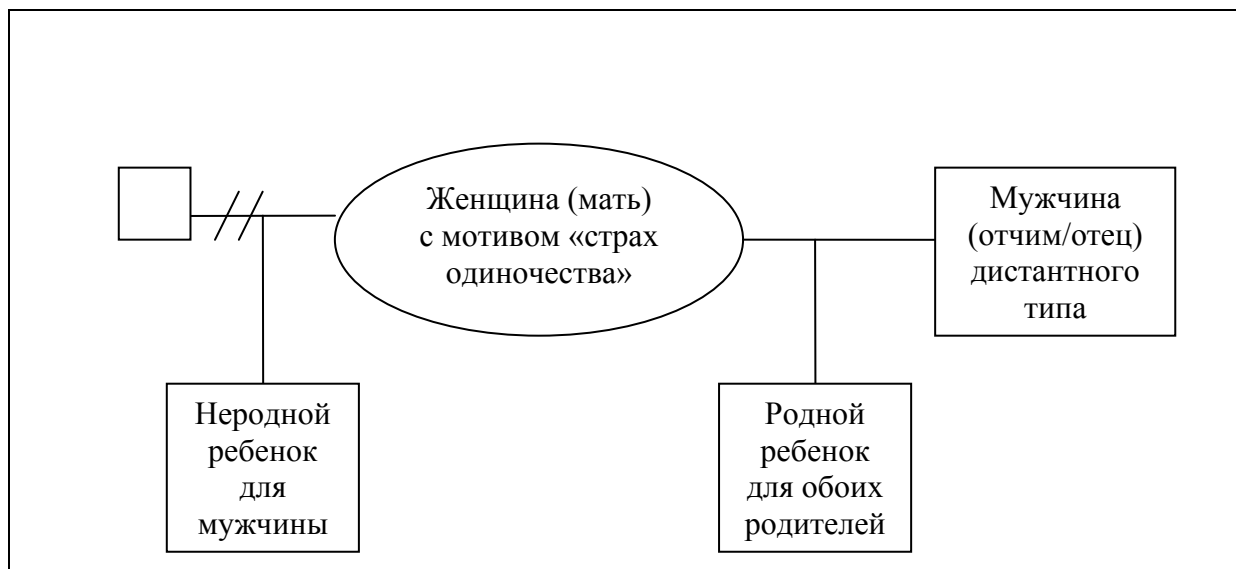 Женщина (мать)
с мотивом «страх
одиночества»
Мужчина
(отчим/отец)
дистантного
типа
Неродной
ребенок
для
мужчины
Родной
ребенок
для обоих
родителей